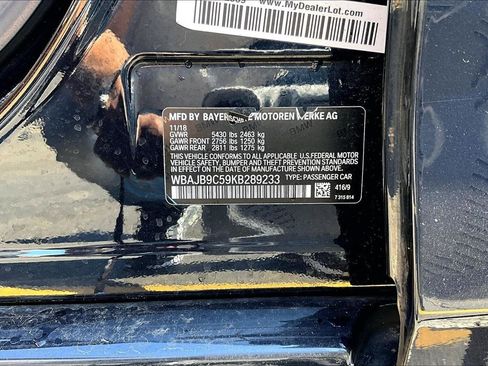 www.MyDealerLot.com
MFD BY BAYERISCHE MOTOREN WERKE AG
11/18
GVWR 5430 lbs 2463 kg
GAWR FRONT 2756 lbs 1250 kg
GAWR REAR 2811 lbs 1275 kg
THIS VEHICLE CONFORMS TO ALL APPLICABLE U.S. FEDERAL MOTOR
VEHICLE SAFETY, BUMPER AND THEFT PREVENTION STANDARDS IN
EFFECT ON THE DATE OF MANUFACTURE SHOWN ABOVE.
WBAJB9C59KB289233 TYPE: PASSENGER CAR
416/9
7 315 814